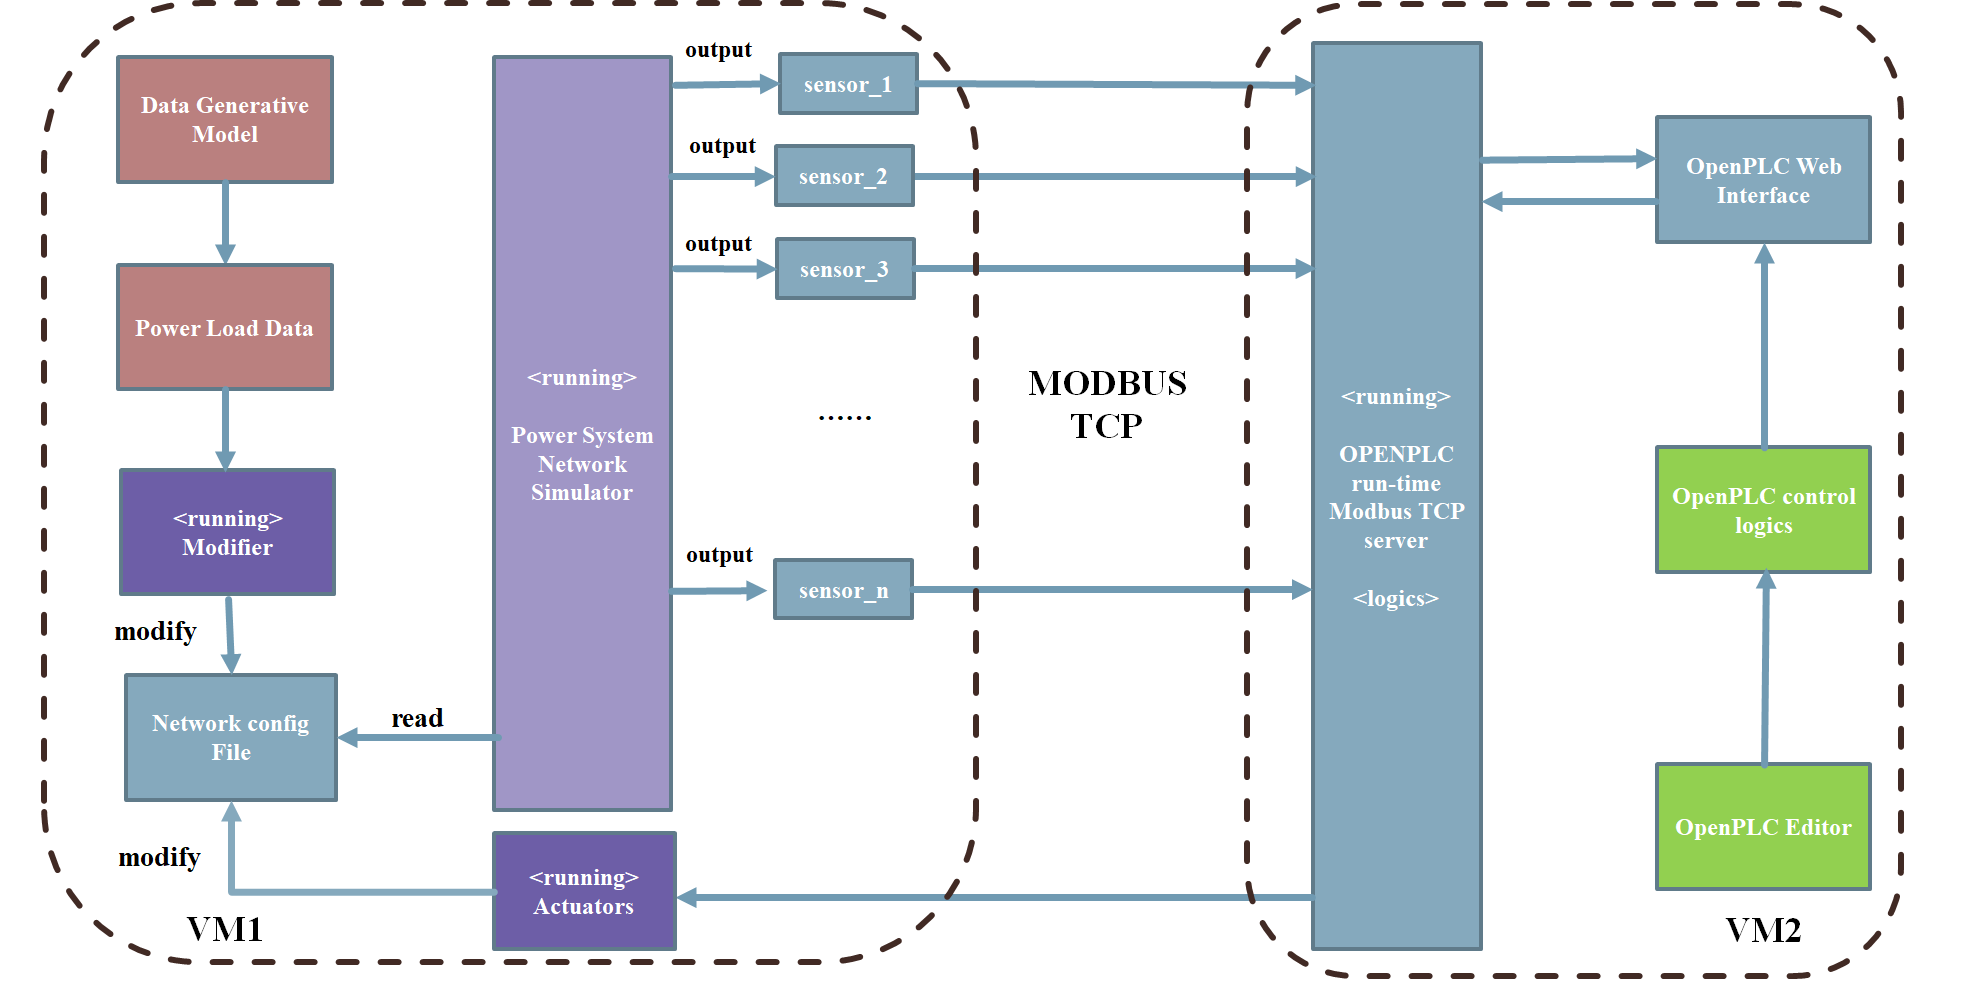 Data Generative
Model
Power Load Data
<running>
Modifier
modify
Network config
File
read
modify
VM1
<running>
Power System
Network
Simulator
<running>
Actuators
output
sensor_1
output
sensor_2
output
sensor_3
......
output
sensor_n
MODBUS
TCP
<running>
OPENPLC
run-time
Modbus TCP
server
<logics>
OpenPLC Web
Interface
OpenPLC control
logics
OpenPLC Editor
VM2